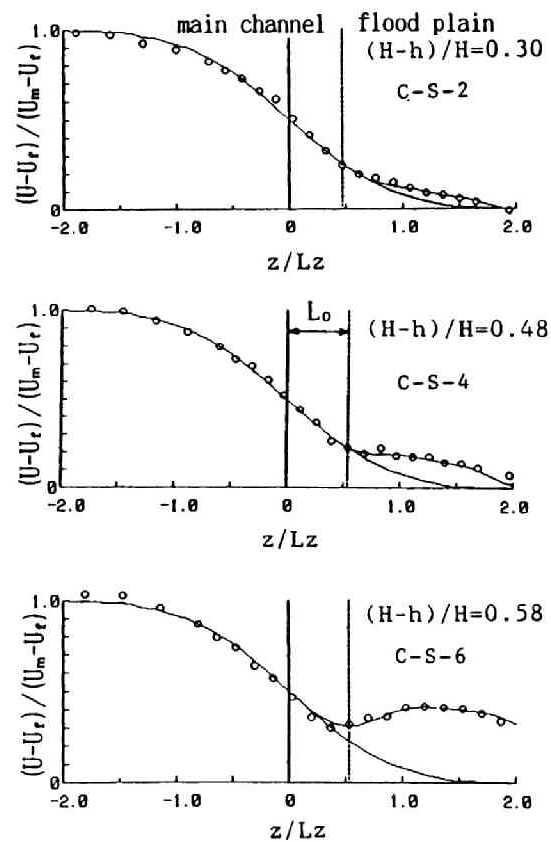 main channel flood plain
(H-h)/H=0.30
C-S-2
(U-Uf)/(Um-Uf)
1.0
0
-2.0 -1.0 0 1.0 2.0
z/Lz
Lo
(H-h)/H=0.48
C-S-4
(U-Uf)/(Um-Uf)
1.0
0
-2.0 -1.0 0 1.0 2.0
z/Lz
(H-h)/H=0.58
C-S-6
(U-Uf)/(Um-Uf)
1.0
0
-2.0 -1.0 0 1.0 2.0
z/Lz